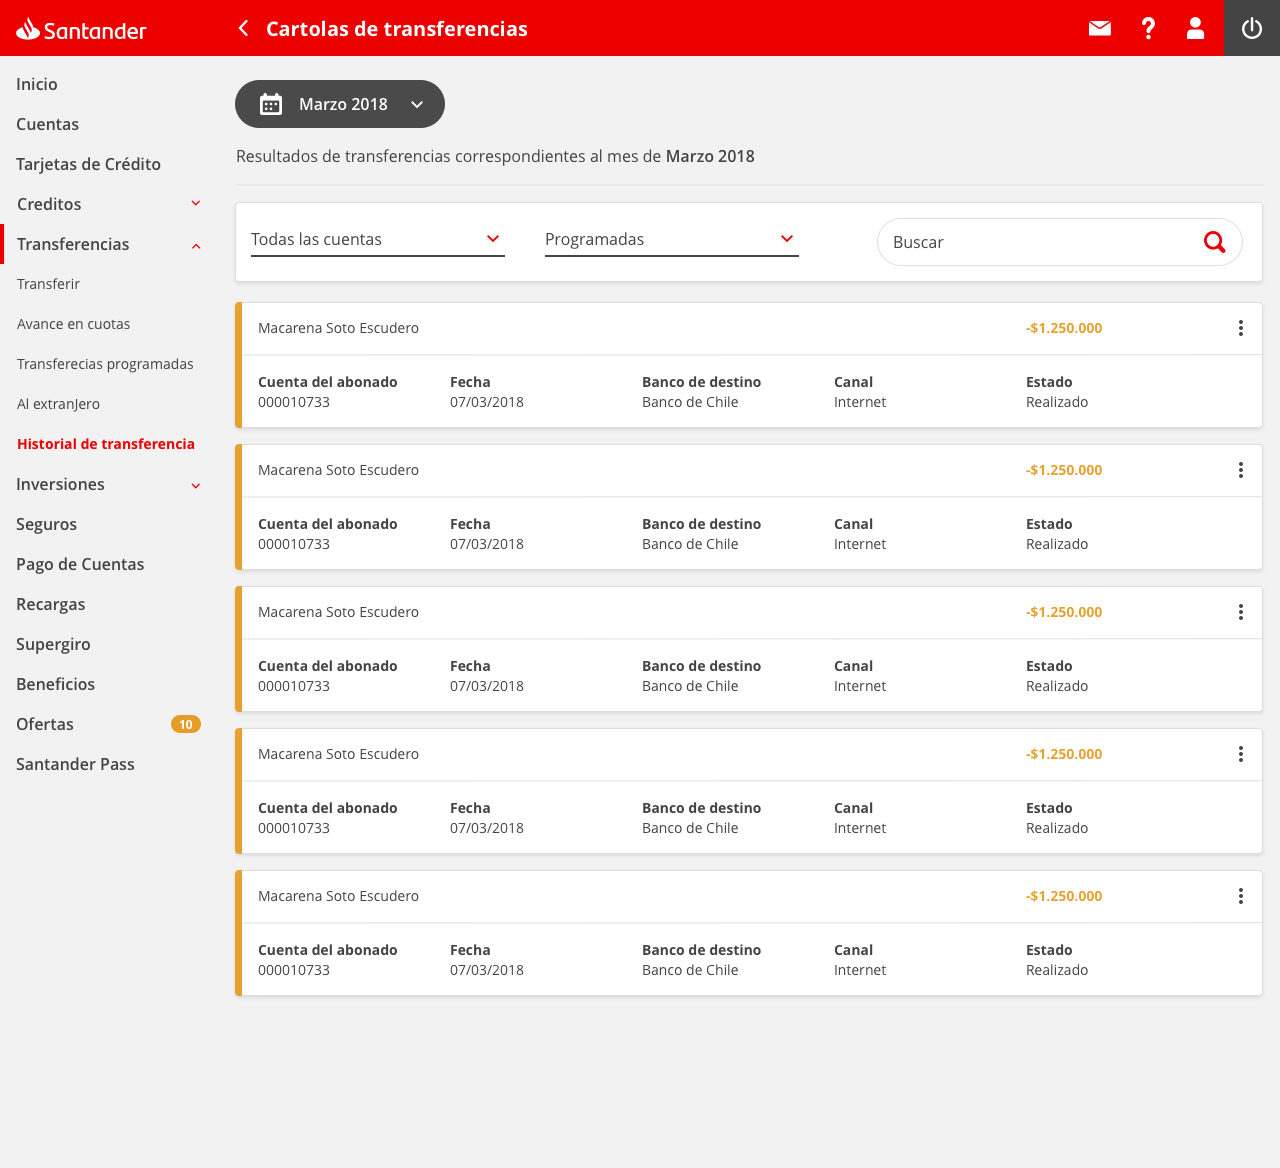 Santander
Cartolas de transferencias
Inicio
Cuentas
Tarjetas de Crédito
Creditos
Transferencias
Transferir
Avance en cuotas
Transferecias programadas
Al extranJero
Historial de transferencia
Inversiones
Seguros
Pago de Cuentas
Recargas
Supergiro
Beneficios
Ofertas 10
Santander Pass
Marzo 2018
Resultados de transferencias correspondientes al mes de Marzo 2018
Todas las cuentas Programadas Buscar
Macarena Soto Escudero -$1.250.000
Cuenta del abonado Fecha Banco de destino Canal Estado
000010733 07/03/2018 Banco de Chile Internet Realizado
Macarena Soto Escudero -$1.250.000
Cuenta del abonado Fecha Banco de destino Canal Estado
000010733 07/03/2018 Banco de Chile Internet Realizado
Macarena Soto Escudero -$1.250.000
Cuenta del abonado Fecha Banco de destino Canal Estado
000010733 07/03/2018 Banco de Chile Internet Realizado
Macarena Soto Escudero -$1.250.000
Cuenta del abonado Fecha Banco de destino Canal Estado
000010733 07/03/2018 Banco de Chile Internet Realizado
Macarena Soto Escudero -$1.250.000
Cuenta del abonado Fecha Banco de destino Canal Estado
000010733 07/03/2018 Banco de Chile Internet Realizado